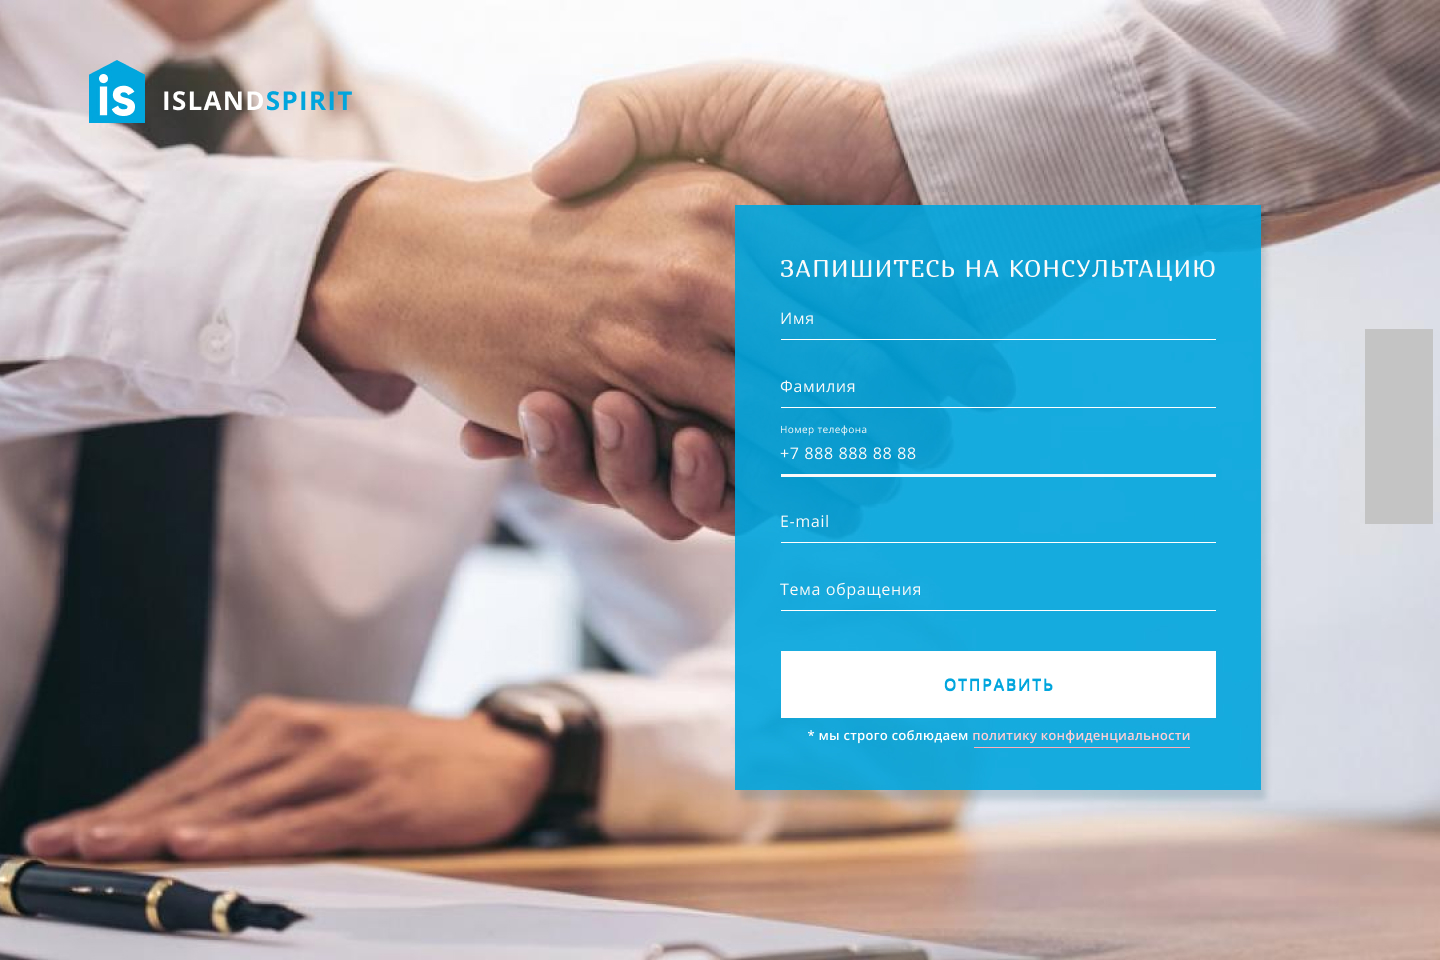 is ISLANDSPIRIT
ЗАПИШИТЕСЬ НА КОНСУЛЬТАЦИЮ
Имя
Фамилия
Номер телефона
+7 888 888 88 88
E-mail
Тема обращения
ОТПРАВИТЬ
* мы строго соблюдаем политику конфиденциальности